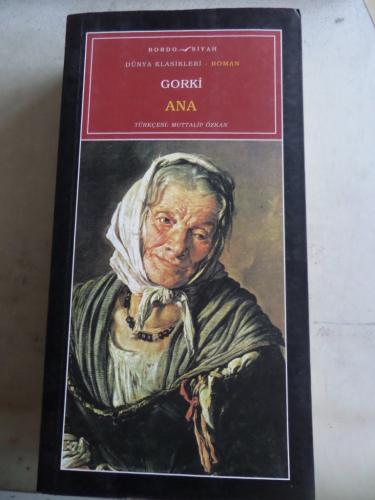 BORDO SİYAH
DÜNYA KLASİKLERİ - ROMAN
GORKİ
ANA
TÜRKÇESİ: MUTTALİP ÖZKAN